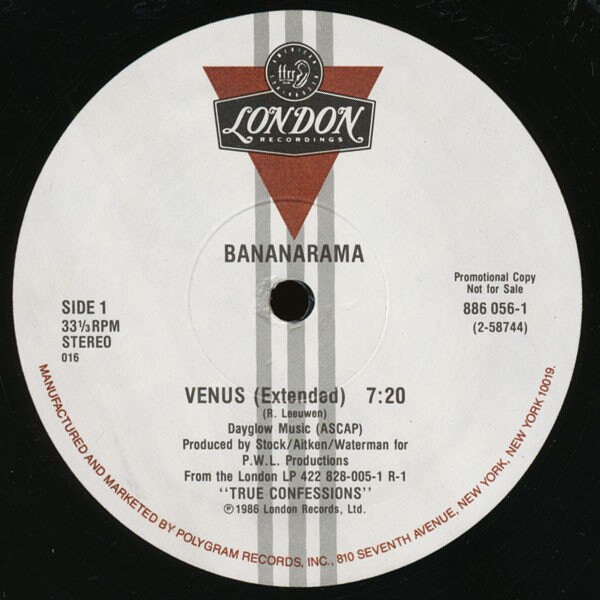 ffrr
LONDON
RECORDINGS
BANANARAMA
Promotional Copy
Not for Sale
886 056-1
(2-58744)
SIDE 1
33⅓ RPM
STEREO
016
VENUS (Extended) 7:20
(R. Leeuwen)
Dayglow Music (ASCAP)
Produced by Stock/Aitken/Waterman for
P.W.L. Productions
From the London LP 422 828-005-1 R-1
"TRUE CONFESSIONS"
℗ 1986 London Records, Ltd.
MANUFACTURED AND MARKETED BY POLYGRAM RECORDS, INC., 810 SEVENTH AVENUE, NEW YORK, NEW YORK 10019.